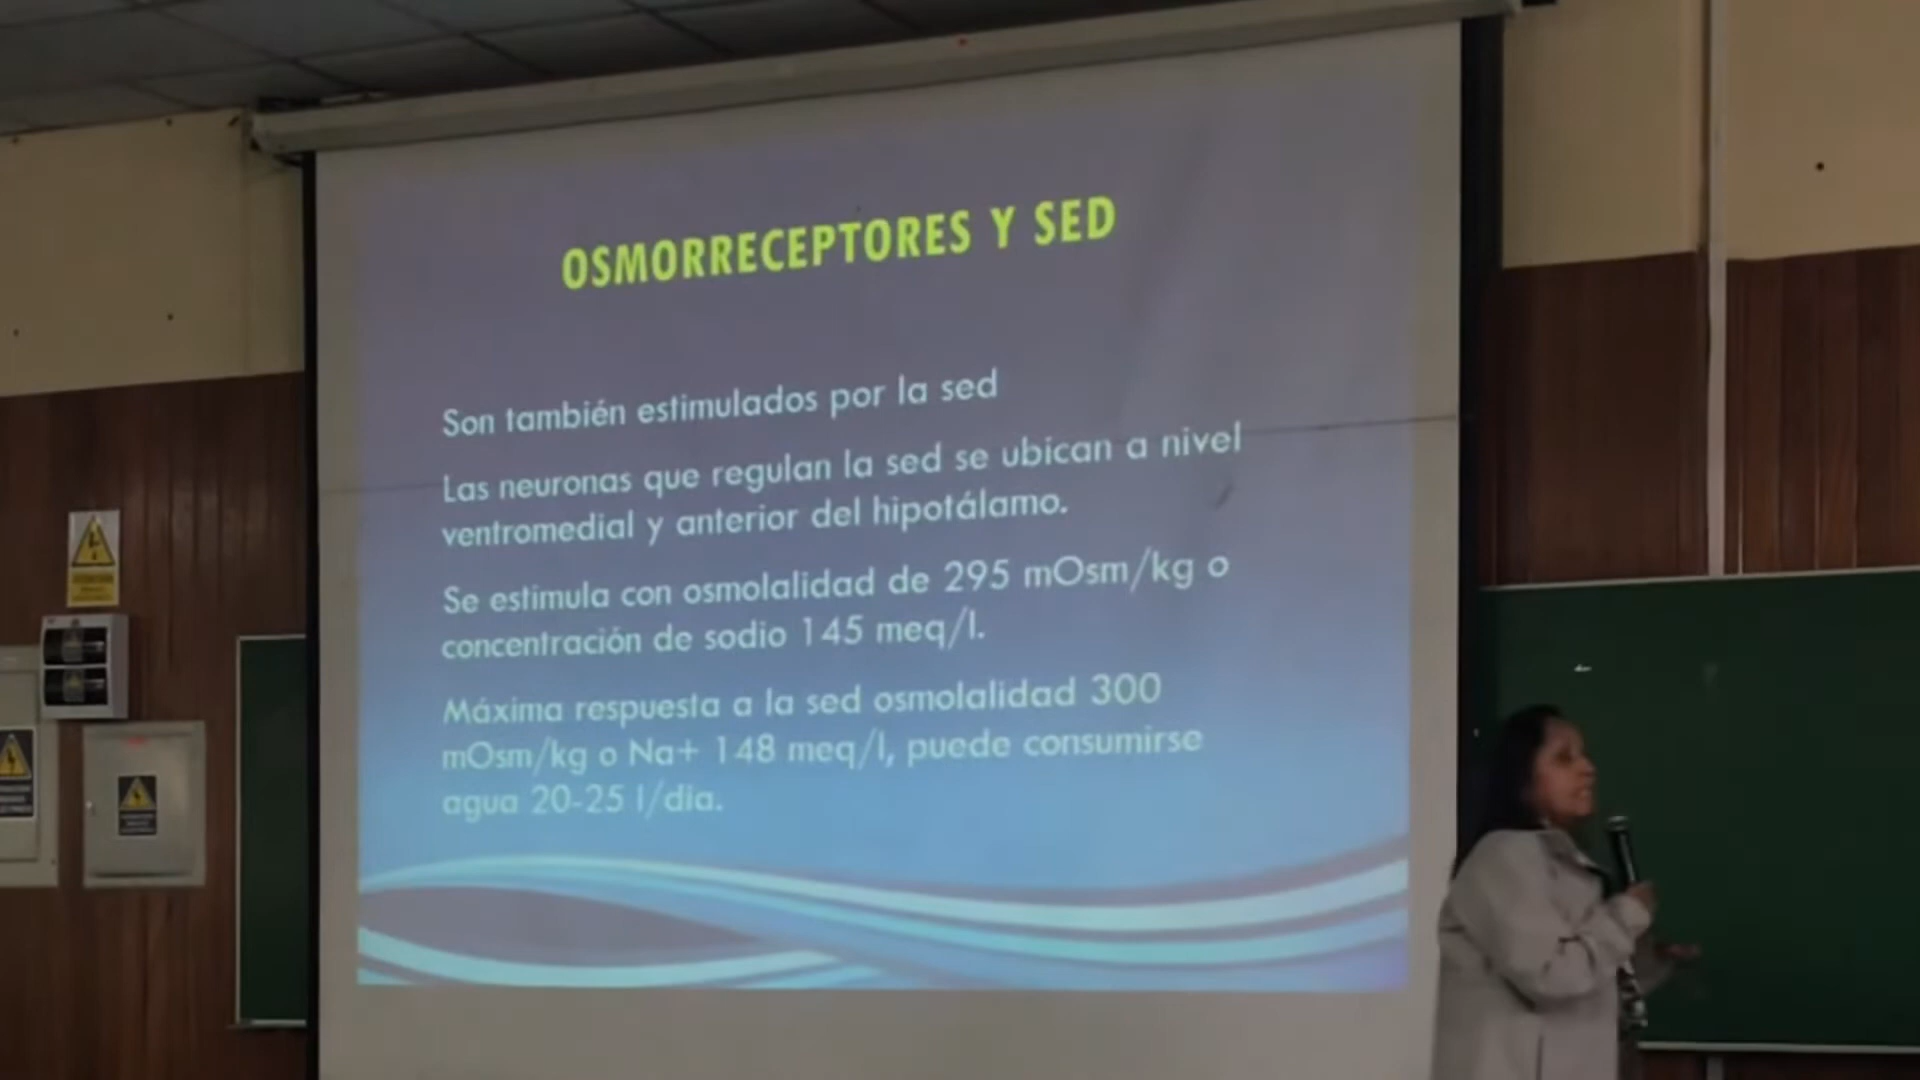 OSMORRECEPTORES Y SED
Son también estimulados por la sed
Las neuronas que regulan la sed se ubican a nivel
ventromedial y anterior del hipotálamo.
Se estimula con osmolalidad de 295 mOsm/kg o
concentración de sodio 145 meq/l.
Máxima respuesta a la sed osmolalidad 300
mOsm/kg o Na+ 148 meq/l, puede consumirse
agua 20-25 l/dia.